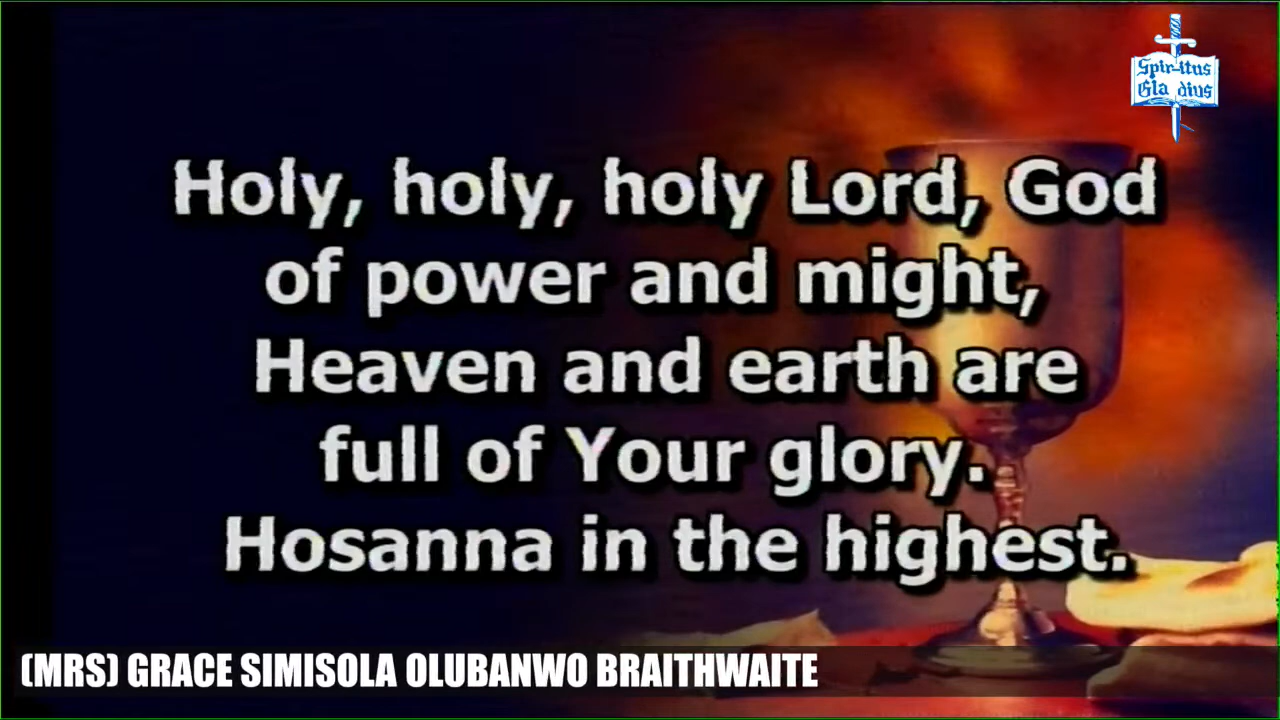 Spiritus
Gladius
Holy, holy, holy Lord, God
of power and might,
Heaven and earth are
full of Your glory.
Hosanna in the highest.
(MRS) GRACE SIMISOLA OLUBANWO BRAITHWAITE